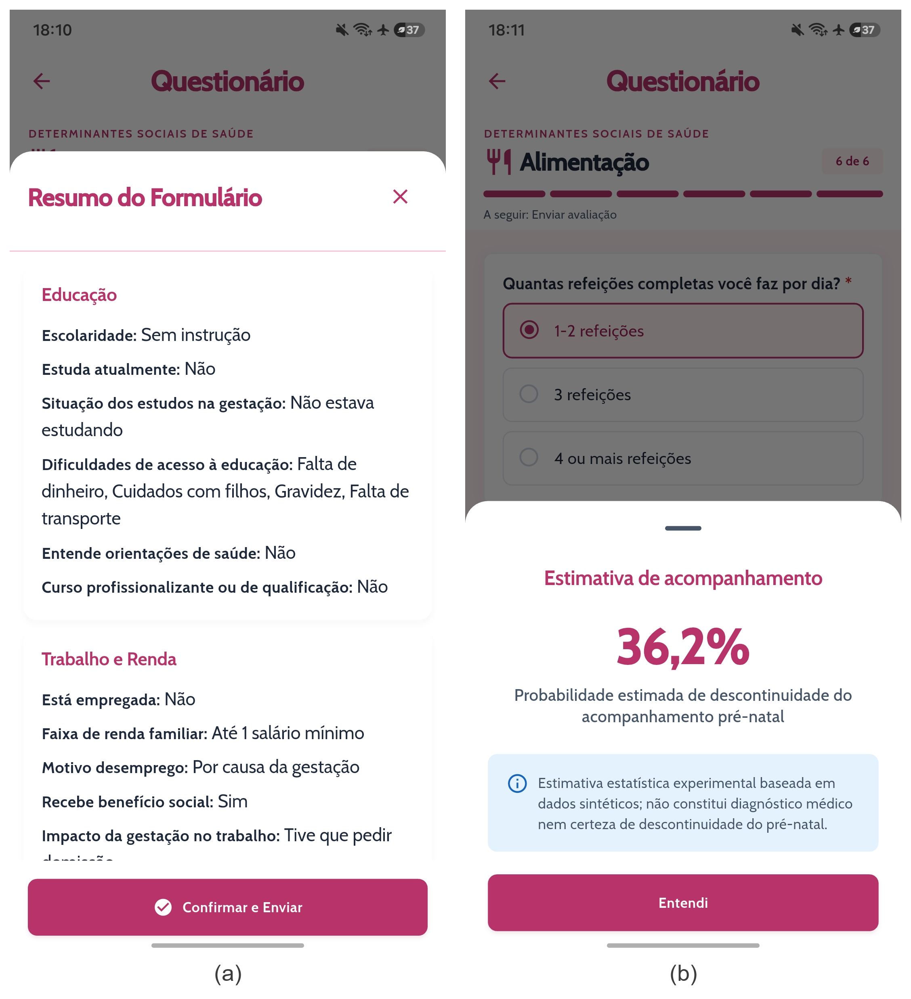 18:10
37
Questionário
DETERMINANTES SOCIAIS DE SAÚDE
Resumo do Formulário
Educação
Escolaridade: Sem instrução
Estuda atualmente: Não
Situação dos estudos na gestação: Não estava
estudando
Dificuldades de acesso à educação: Falta de
dinheiro, Cuidados com filhos, Gravidez, Falta de
transporte
Entende orientações de saúde: Não
Curso profissionalizante ou de qualificação: Não
Trabalho e Renda
Está empregada: Não
Faixa de renda familiar: Até 1 salário mínimo
Motivo desemprego: Por causa da gestação
Recebe benefício social: Sim
Impacto da gestação no trabalho: Tive que pedir
demissão
Confirmar e Enviar
(a)
18:11
37
Questionário
DETERMINANTES SOCIAIS DE SAÚDE
Alimentação
6 de 6
A seguir: Enviar avaliação
Quantas refeições completas você faz por dia? *
1-2 refeições
3 refeições
4 ou mais refeições
Estimativa de acompanhamento
36,2%
Probabilidade estimada de descontinuidade do
acompanhamento pré-natal
Estimativa estatística experimental baseada em
dados sintéticos; não constitui diagnóstico médico
nem certeza de descontinuidade do pré-natal.
Entendi
(b)